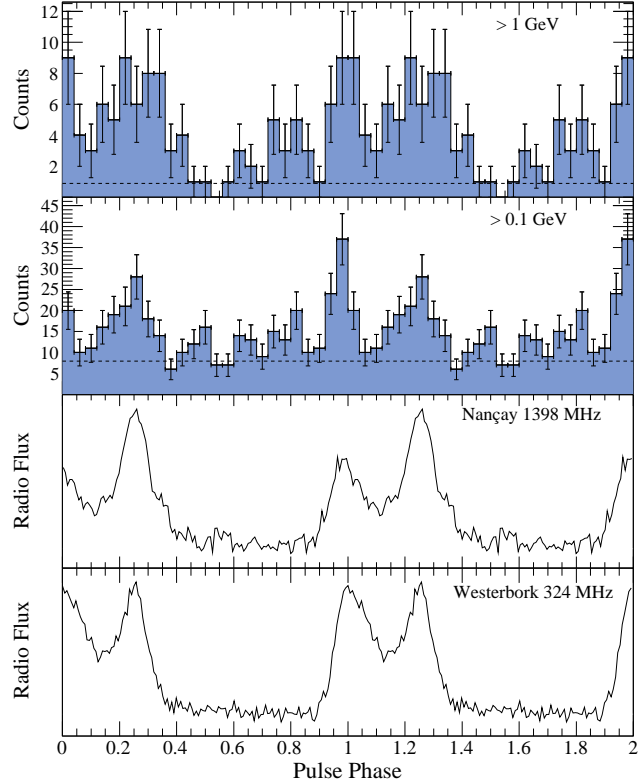 12
10
8
6
4
2
Counts
> 1 GeV
45
40
35
30
25
20
15
10
5
Counts
> 0.1 GeV
Radio Flux
Nançay 1398 MHz
Radio Flux
Westerbork 324 MHz
0 0.2 0.4 0.6 0.8 1 1.2 1.4 1.6 1.8 2
Pulse Phase